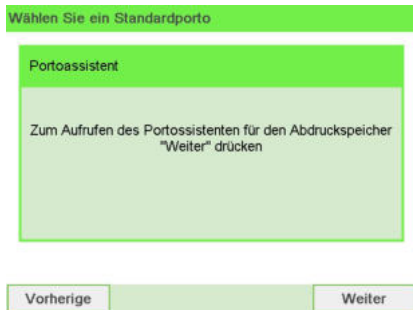 Wählen Sie ein Standardporto
Portoassistent
Zum Aufrufen des Portossistenten für den Abdruckspeicher
"Weiter" drücken
Vorherige
Weiter